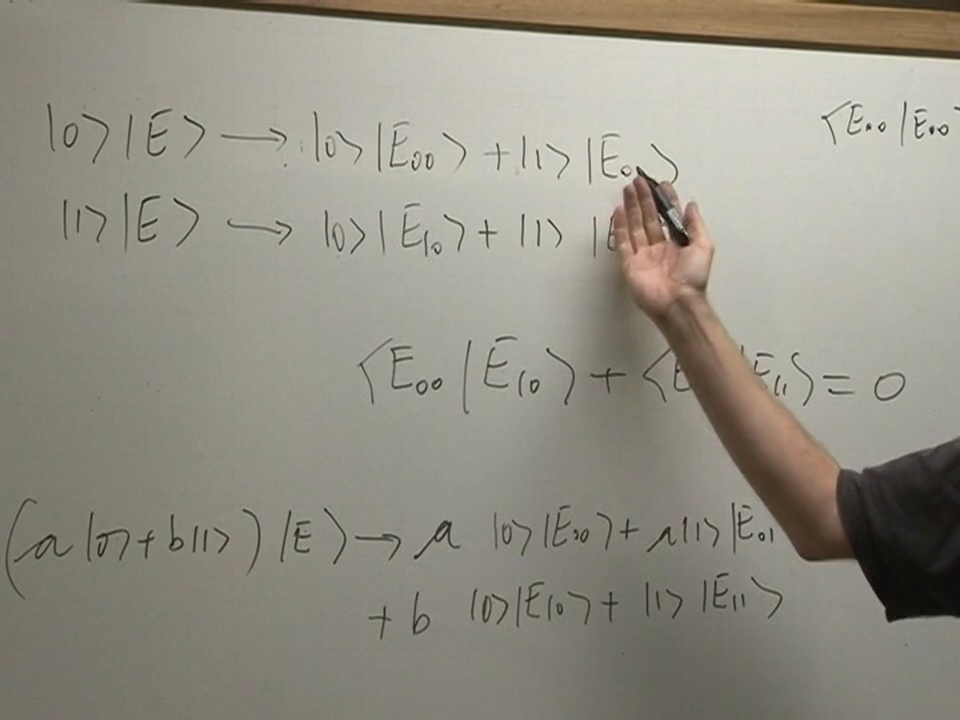 |0⟩|E⟩ → |0⟩|E₀₀⟩ + |1⟩|E₀
⟨E₀₀|E₀₀⟩
|1⟩|E⟩ → |0⟩|E₁₀⟩ + |1⟩ |E
⟨E₀₀|E₁₀⟩ + ⟨E |E₁₁⟩ = 0
(a|0⟩+b|1⟩)|E⟩ → a |0⟩|E₀₀⟩ + a|1⟩|E₀₁
+ b |0⟩|E₁₀⟩ + |1⟩ |E₁₁⟩